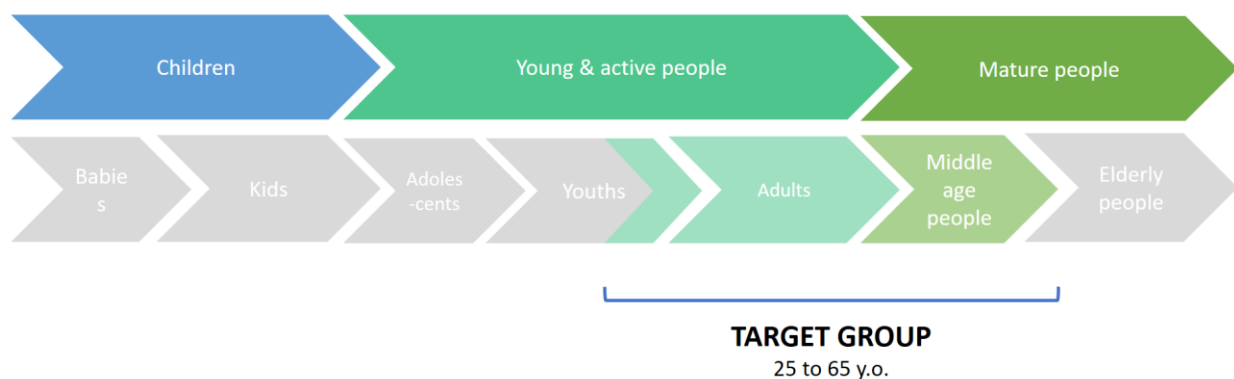 Children
Young & active people
Mature people
Babie
s
Kids
Adoles
-cents
Youths
Adults
Middle
age
people
Elderly
people
TARGET GROUP
25 to 65 y.o.